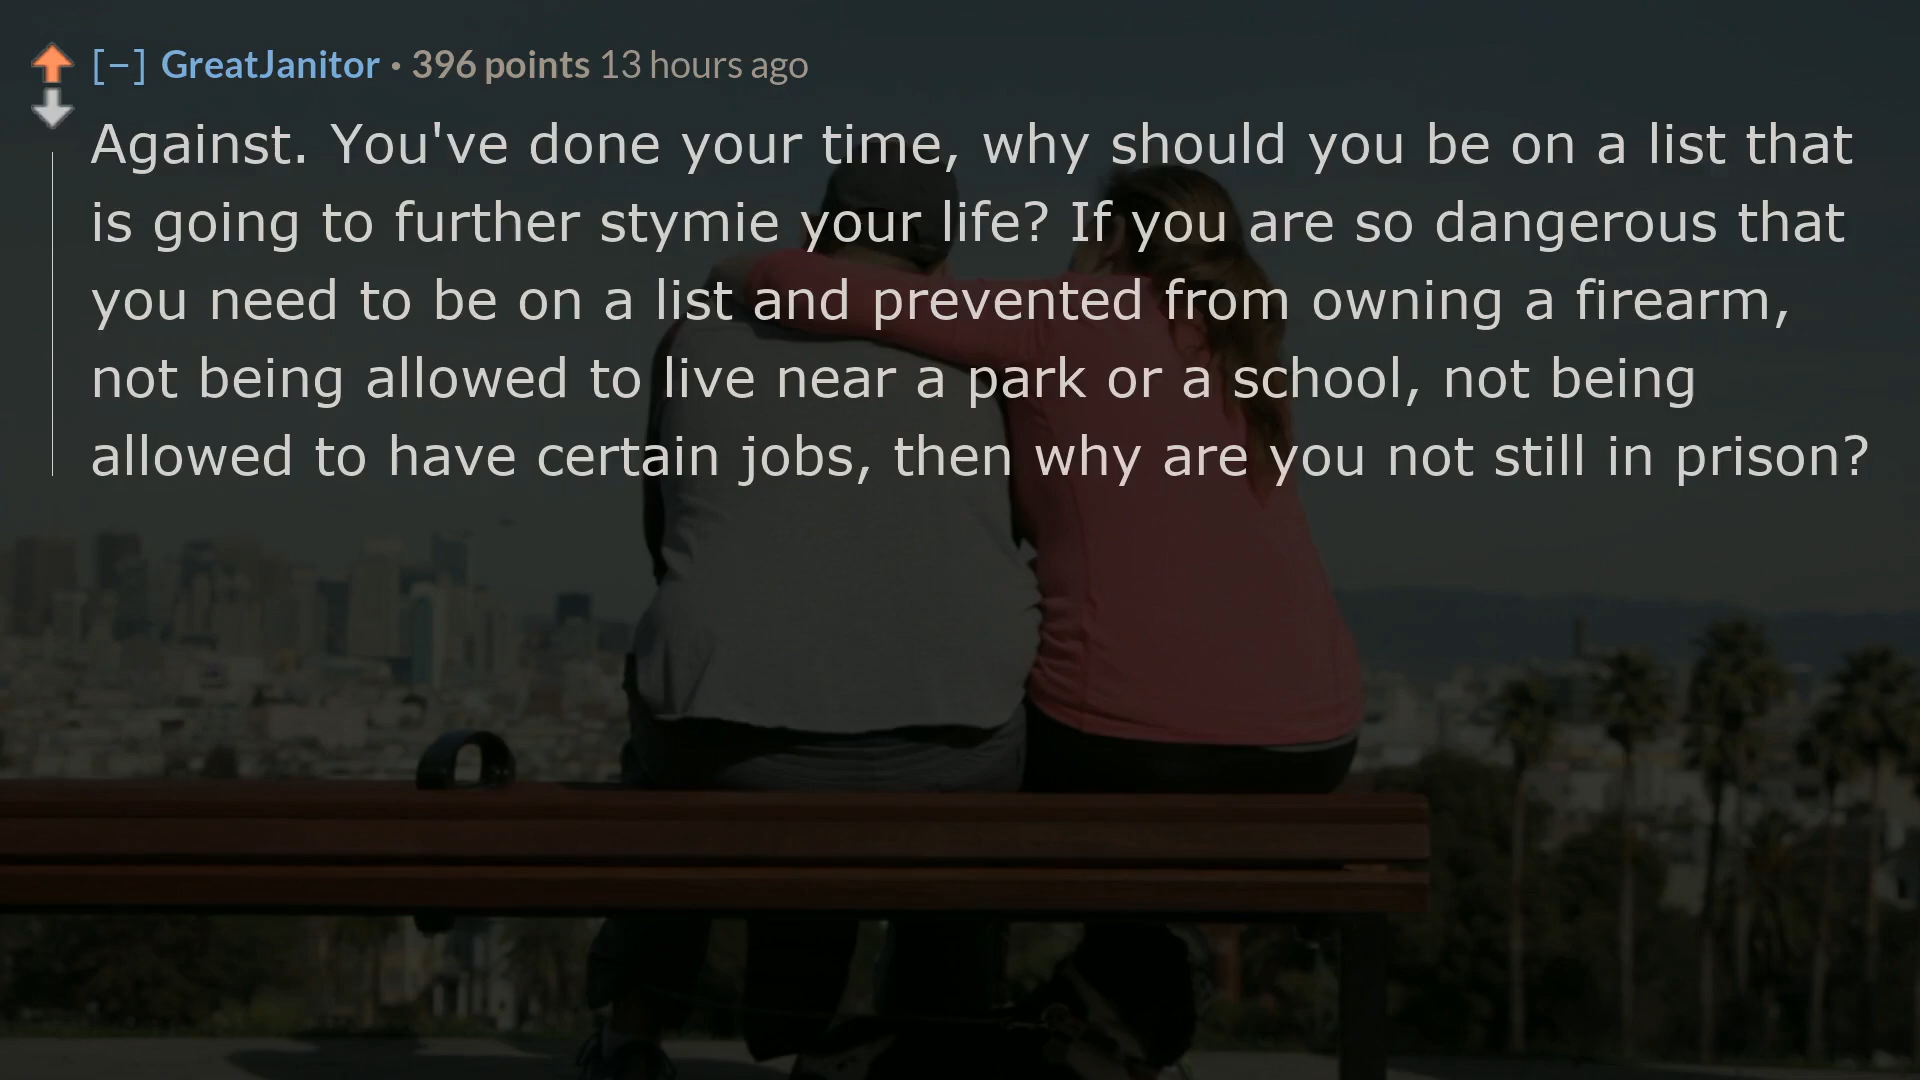 [−] GreatJanitor • 396 points 13 hours ago
Against. You've done your time, why should you be on a list that
is going to further stymie your life? If you are so dangerous that
you need to be on a list and prevented from owning a firearm,
not being allowed to live near a park or a school, not being
allowed to have certain jobs, then why are you not still in prison?